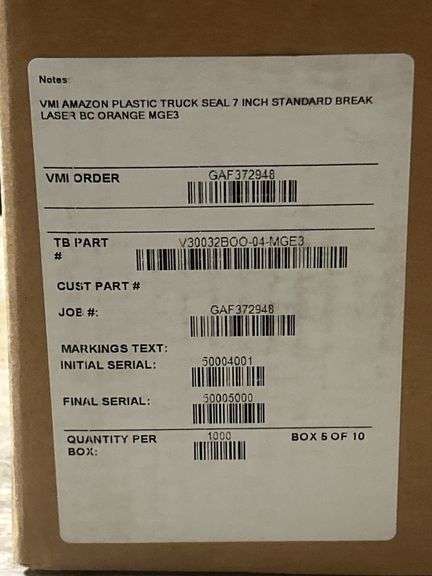 Notes:
VMI AMAZON PLASTIC TRUCK SEAL 7 INCH STANDARD BREAK
LASER BC ORANGE MGE3
VMI ORDER GAF372948
TB PART V30032BOO-04-MGE3
#
CUST PART #
JOB #: GAF372948
MARKINGS TEXT:
INITIAL SERIAL: 50004001
FINAL SERIAL: 50005000
QUANTITY PER 1000 BOX 5 OF 10
BOX: